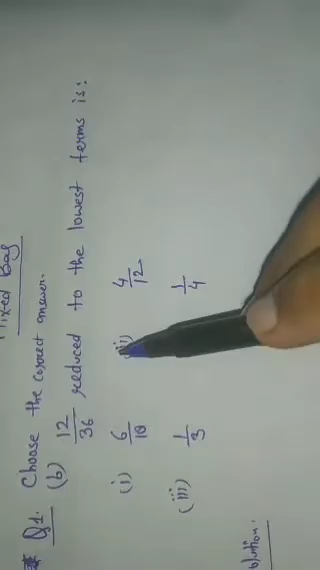 Mixed Bag
Q1. Choose the correct answer.
(b) 12/36 reduced to the lowest terms is:
(i) 6/18 (ii) 4/12
(iii) 1/3 1/4